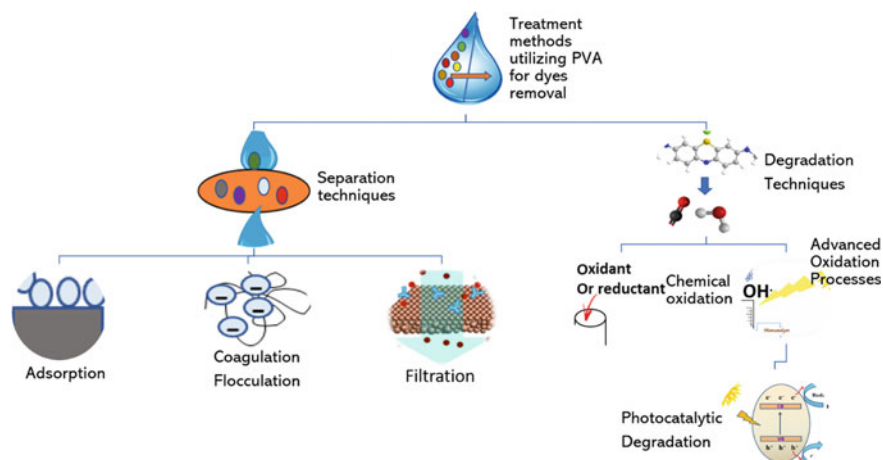 Treatment
methods
utilizing PVA
for dyes
removal
Separation
techniques
Degradation
Techniques
Adsorption
Coagulation
Flocculation
Filtration
Oxidant
Or reductant
Chemical
oxidation
Advanced
Oxidation
Processes
OH·
Photocatalytic
Degradation
e⁻ e⁻ e⁻
h⁺ h⁺ h⁺